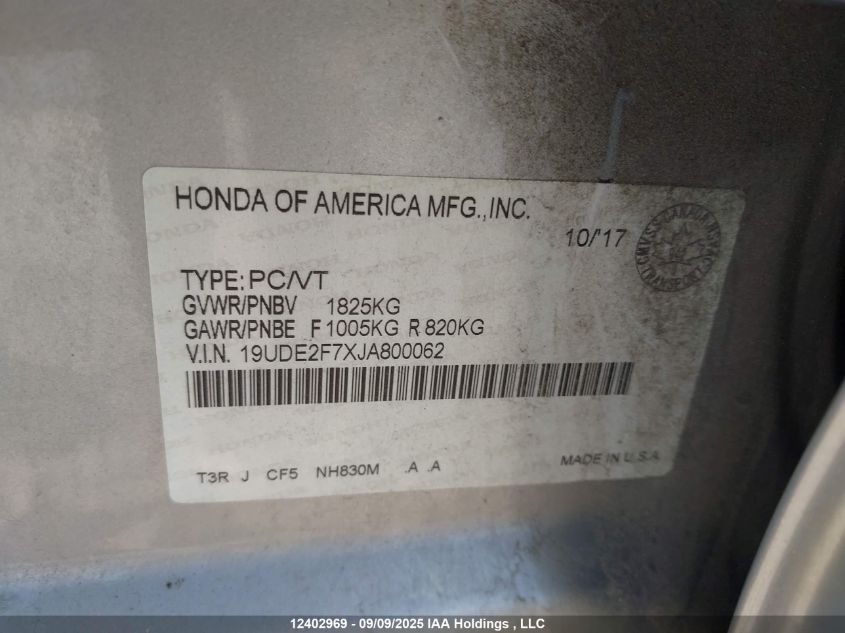 HONDA OF AMERICA MFG.,INC.
10/'17
TYPE: PC/VT
GVWR/PNBV 1825KG
GAWR/PNBE F 1005KG R 820KG
V.I.N. 19UDE2F7XJA800062
T3R J CF5 NH830M .A .A
MADE IN U.S.A
12402969 - 09/09/2025 IAA Holdings , LLC